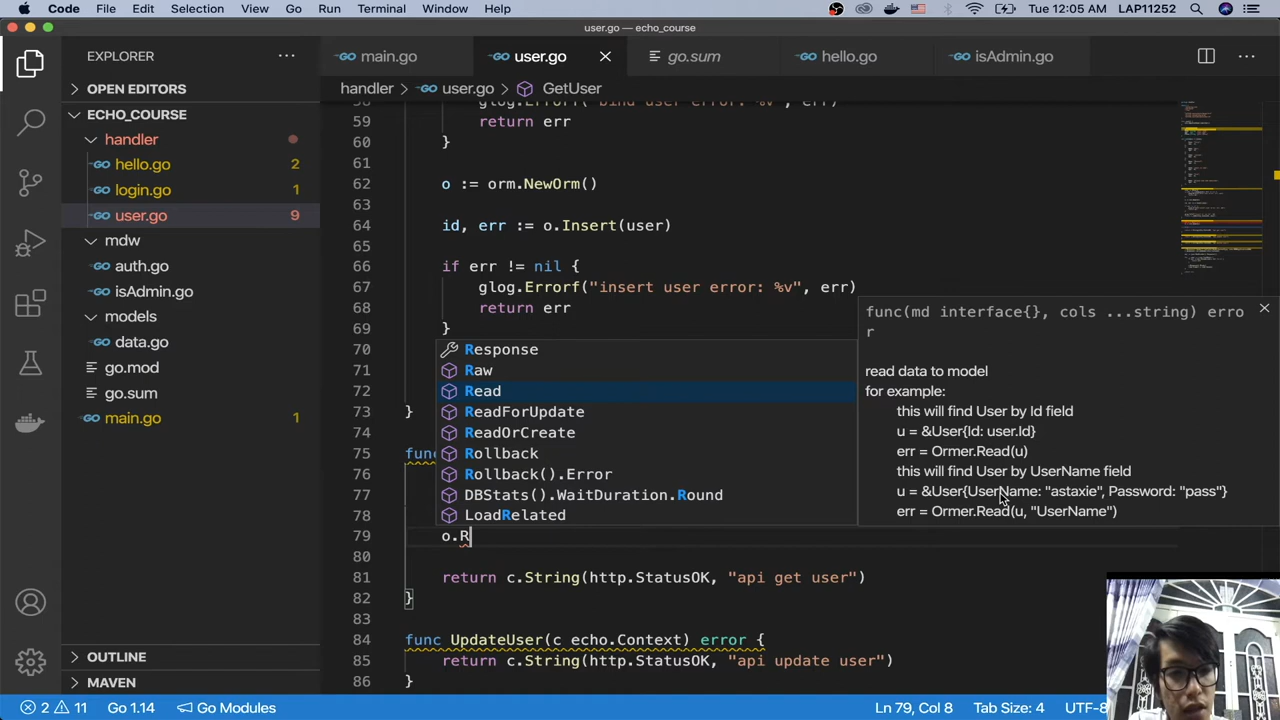 Code File Edit Selection View Go Run Terminal Window Help Tue 12:05 AM LAP11252
user.go — echo_course
EXPLORER
main.go
user.go
go.sum
hello.go
isAdmin.go
OPEN EDITORS
handler > user.go > GetUser
ECHO_COURSE
handler
hello.go 2
login.go 1
user.go 9
mdw
auth.go
isAdmin.go
models
data.go
go.mod
go.sum
main.go 1
OUTLINE
MAVEN
58 glog.Errorf("bind user error: %v", err)
59 return err
60 }
61
62 o := orm.NewOrm()
63
64 id, err := o.Insert(user)
65
66 if err != nil {
67 glog.Errorf("insert user error: %v", err)
68 return err
69 }
70
71
72
73 }
74
75 func
76
77
78
79 o.R
80
81 return c.String(http.StatusOK, "api get user")
82 }
83
84 func UpdateUser(c echo.Context) error {
85 return c.String(http.StatusOK, "api update user")
86 }
Response
Raw
Read
ReadForUpdate
ReadOrCreate
Rollback
Rollback().Error
DBStats().WaitDuration.Round
LoadRelated
func(md interface{}, cols ...string) erro
r
read data to model
for example:
this will find User by Id field
u = &User{Id: user.Id}
err = Ormer.Read(u)
this will find User by UserName field
u = &User{UserName: "astaxie", Password: "pass"}
err = Ormer.Read(u, "UserName")
2 11 Go 1.14 Go Modules Ln 79, Col 8 Tab Size: 4 UTF-8